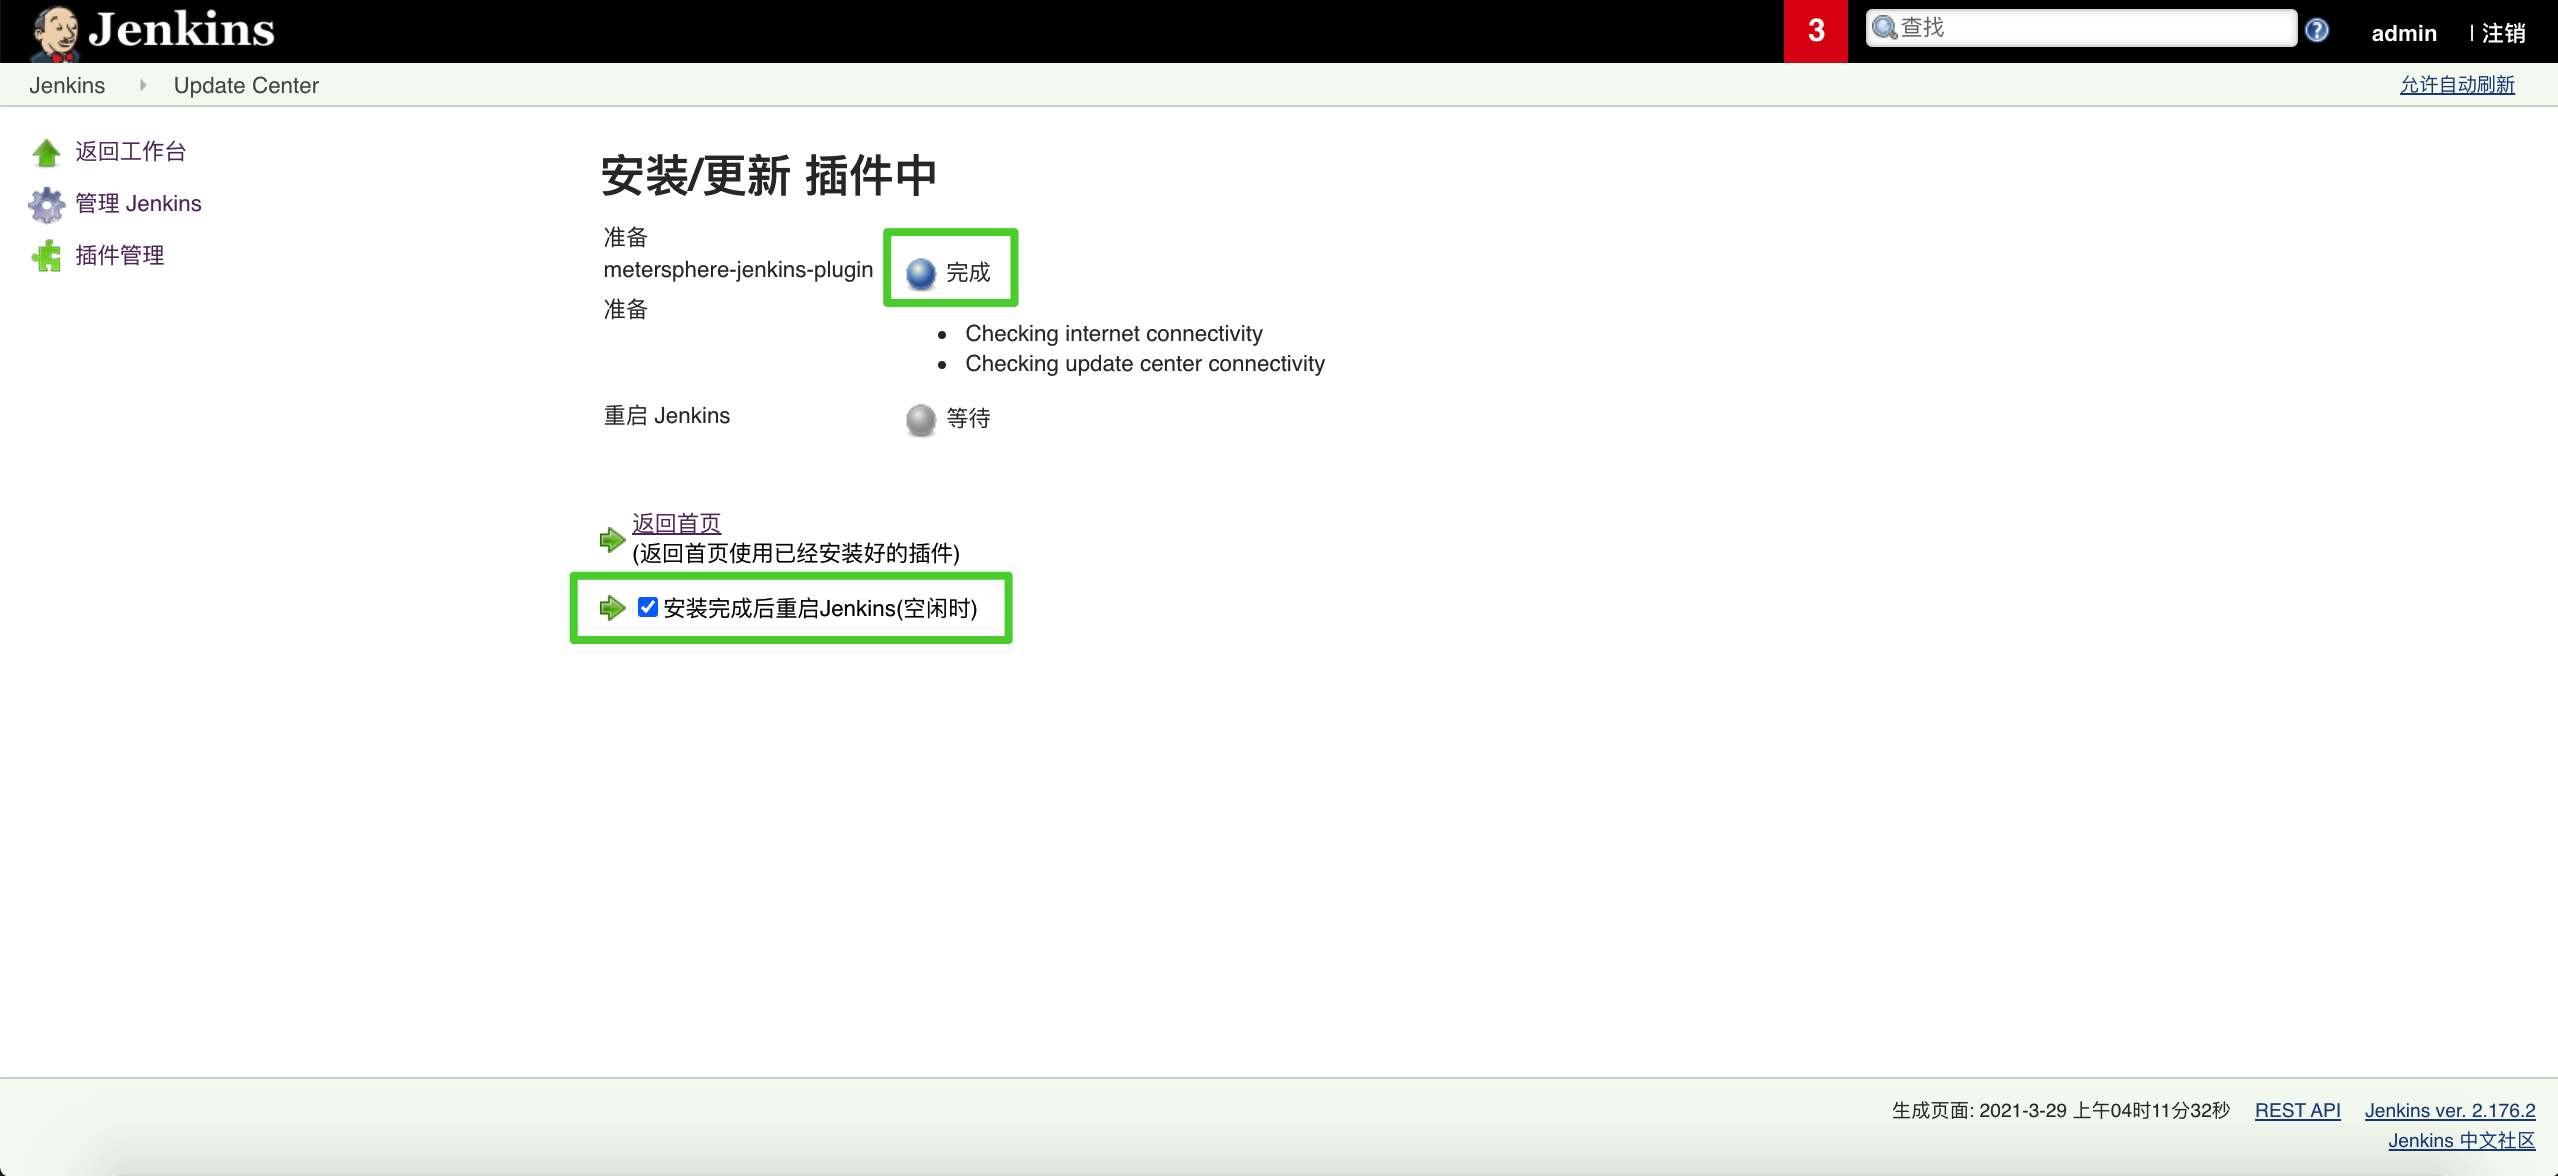 Jenkins
3
查找
admin
| 注销
Jenkins
Update Center
允许自动刷新
返回工作台
管理 Jenkins
插件管理
安装/更新 插件中
准备
metersphere-jenkins-plugin
完成
准备
Checking internet connectivity
Checking update center connectivity
重启 Jenkins
等待
返回首页
(返回首页使用已经安装好的插件)
安装完成后重启Jenkins(空闲时)
生成页面: 2021-3-29 上午04时11分32秒
REST API
Jenkins ver. 2.176.2
Jenkins 中文社区